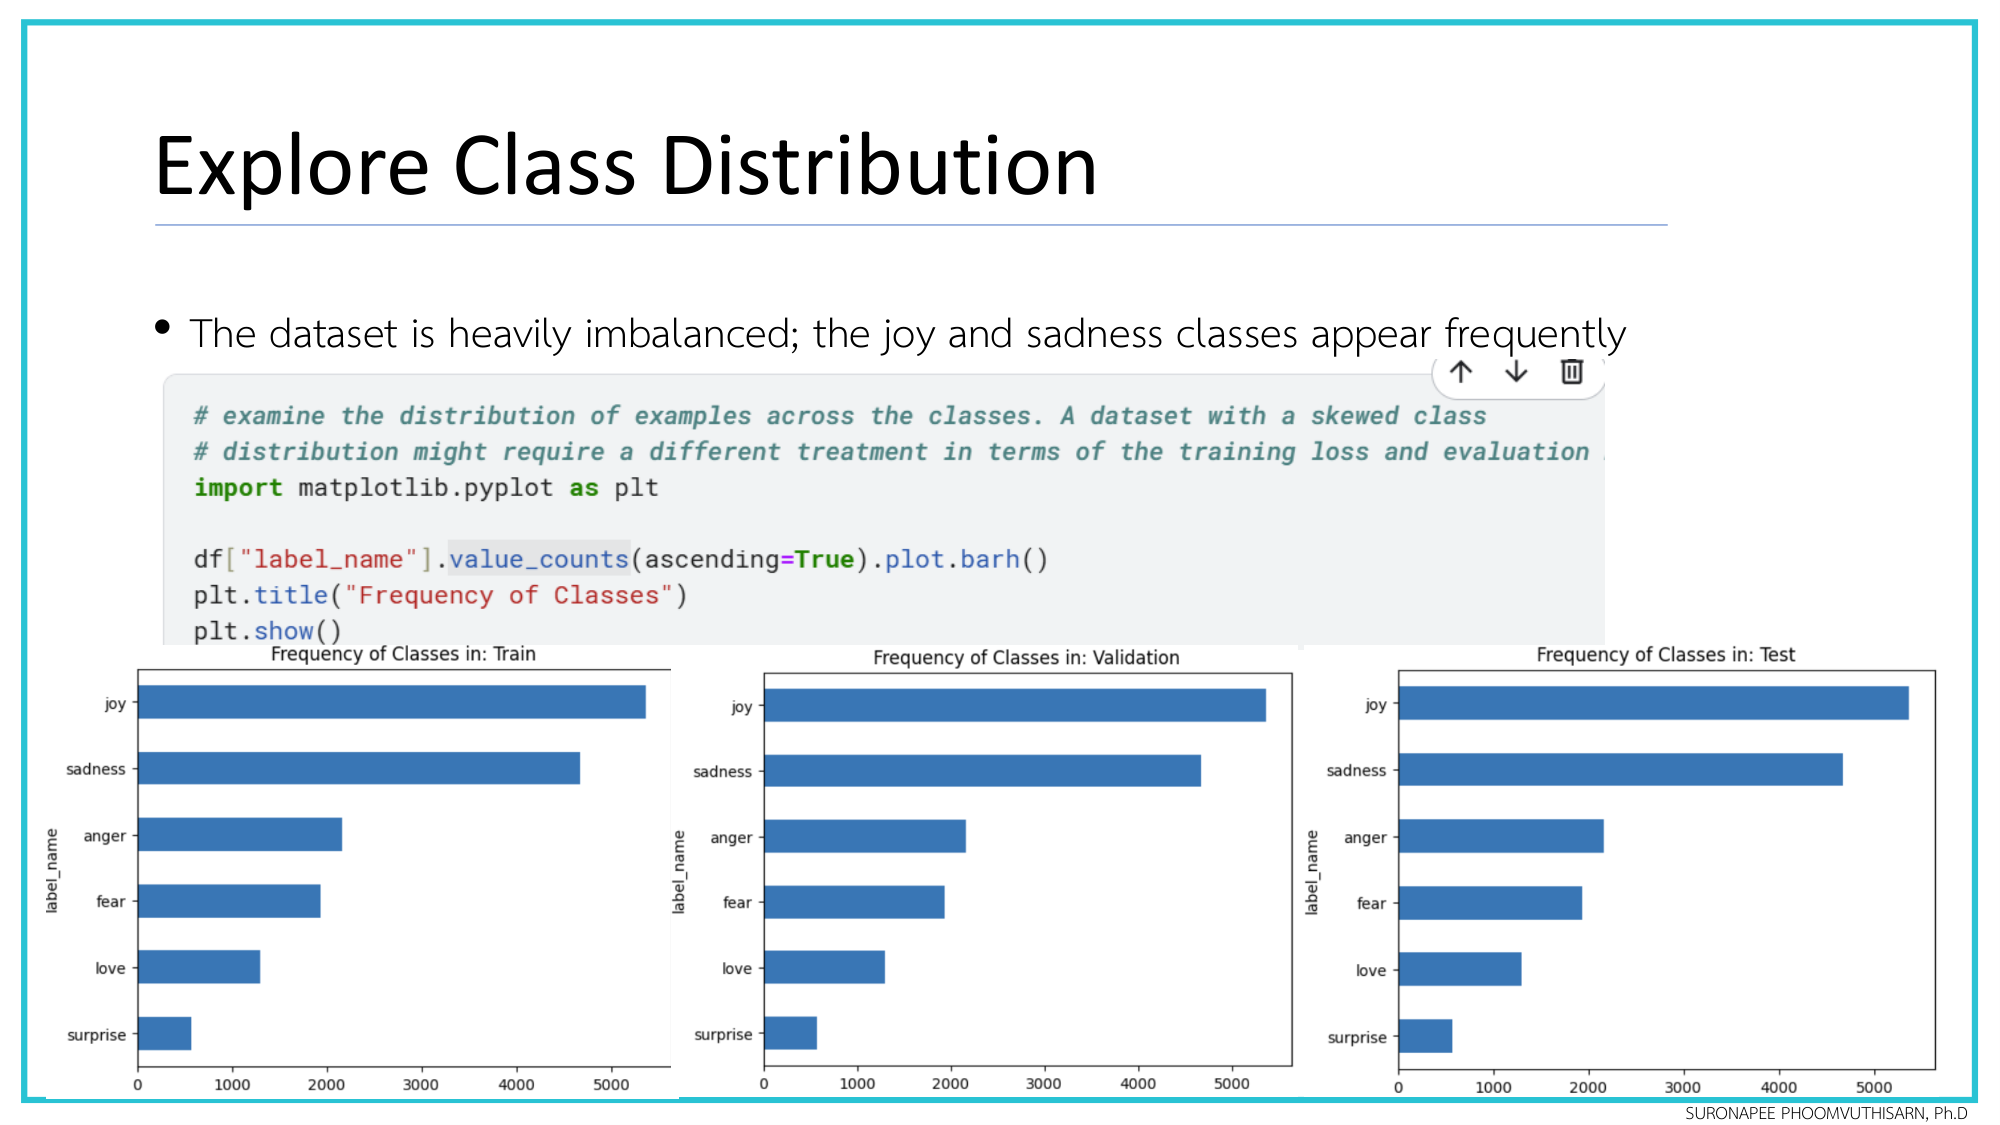 Explore Class Distribution
• The dataset is heavily imbalanced; the joy and sadness classes appear frequently
# examine the distribution of examples across the classes. A dataset with a skewed class
# distribution might require a different treatment in terms of the training loss and evaluation
import matplotlib.pyplot as plt
df["label_name"].value_counts(ascending=True).plot.barh()
plt.title("Frequency of Classes")
plt.show()
Frequency of Classes in: Train
joy
sadness
anger
fear
love
surprise
label_name
0 1000 2000 3000 4000 5000
Frequency of Classes in: Validation
joy
sadness
anger
fear
love
surprise
label_name
0 1000 2000 3000 4000 5000
Frequency of Classes in: Test
joy
sadness
anger
fear
love
surprise
label_name
0 1000 2000 3000 4000 5000
SURONAPEE PHOOMVUTHISARN, Ph.D